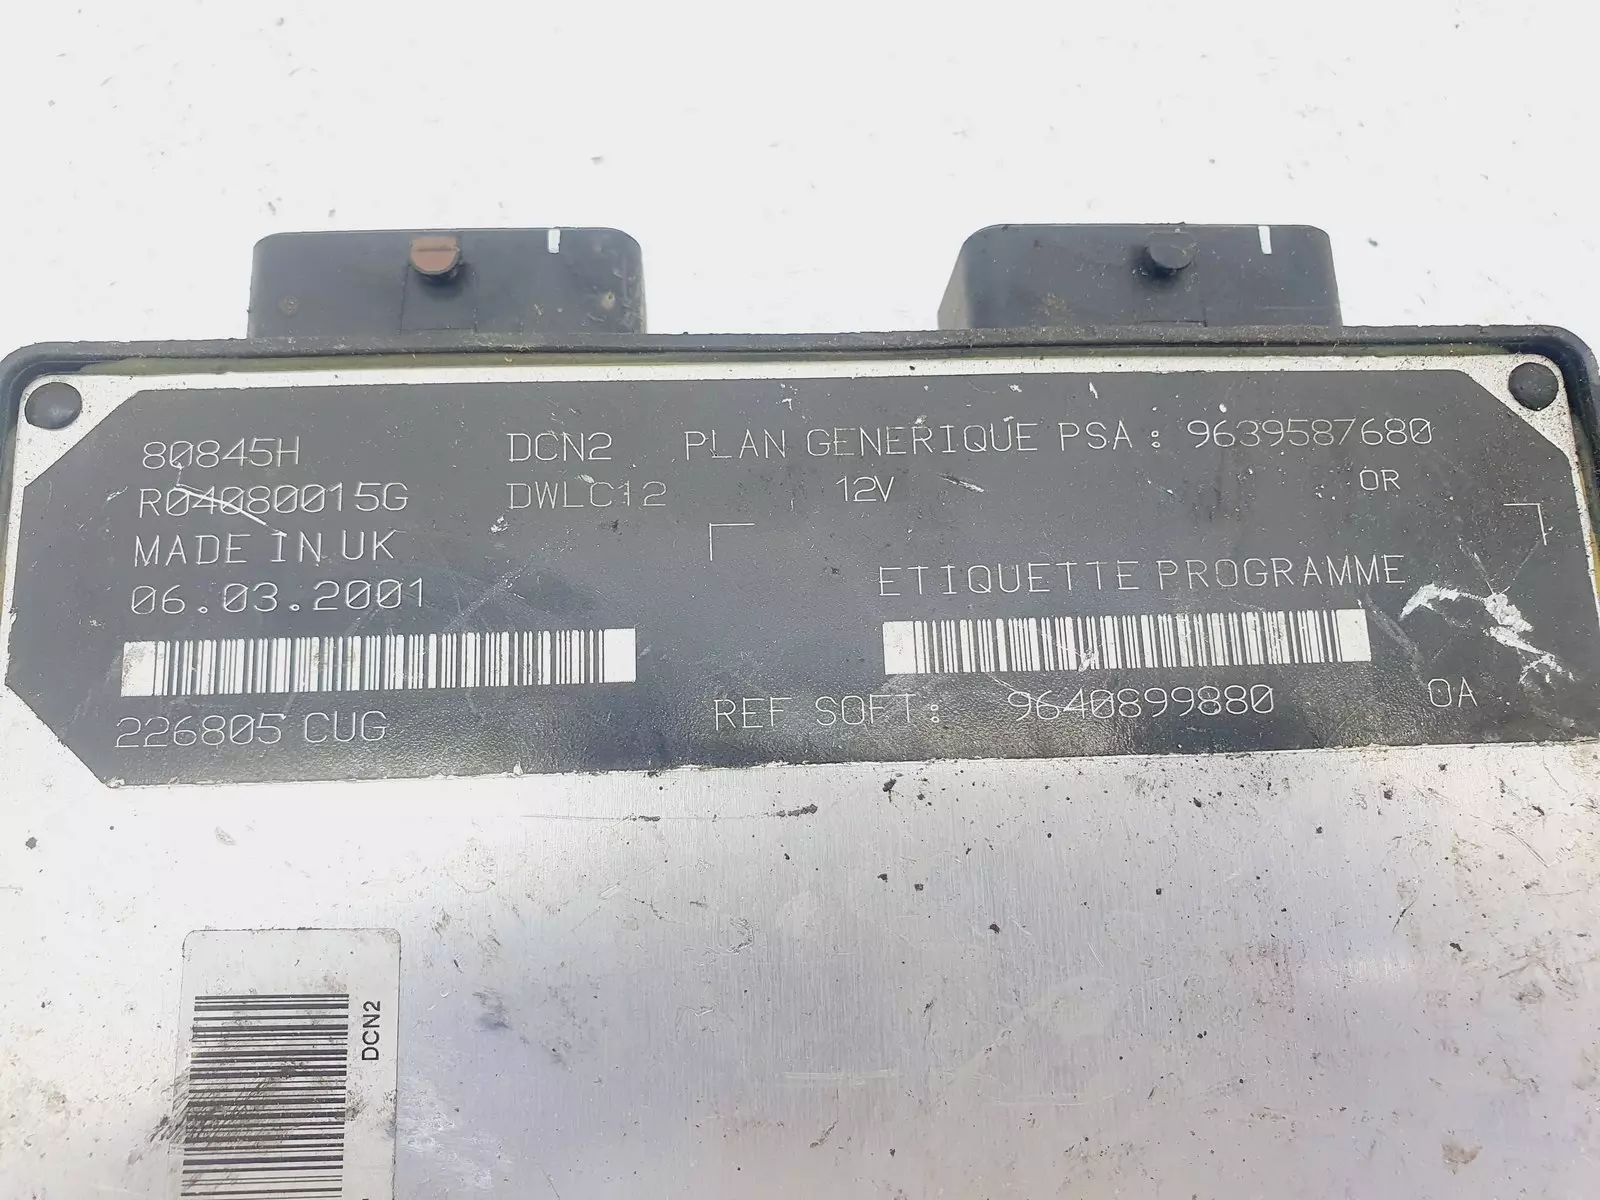 80845H DCN2 PLAN GENERIQUE PSA : 9639587680
R04080015G DWLC12 12V OR
MADE IN UK
06.03.2001
ETIQUETTE PROGRAMME
226805 CUG REF SOFT: 9640899880 0A
DCN2